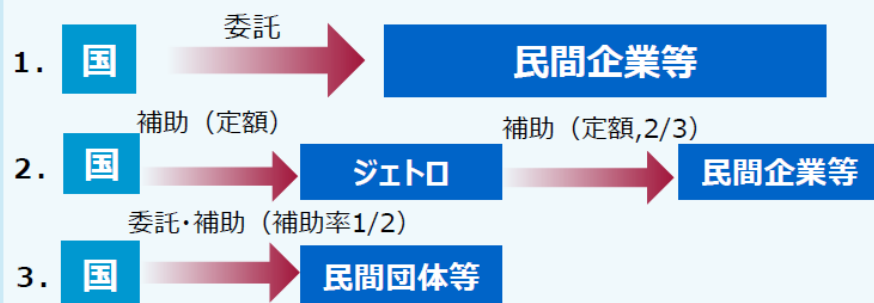 委託
1. 国 民間企業等
補助（定額） 補助（定額,2/3）
2. 国 ジェトロ 民間企業等
委託・補助（補助率1/2）
3. 国 民間団体等